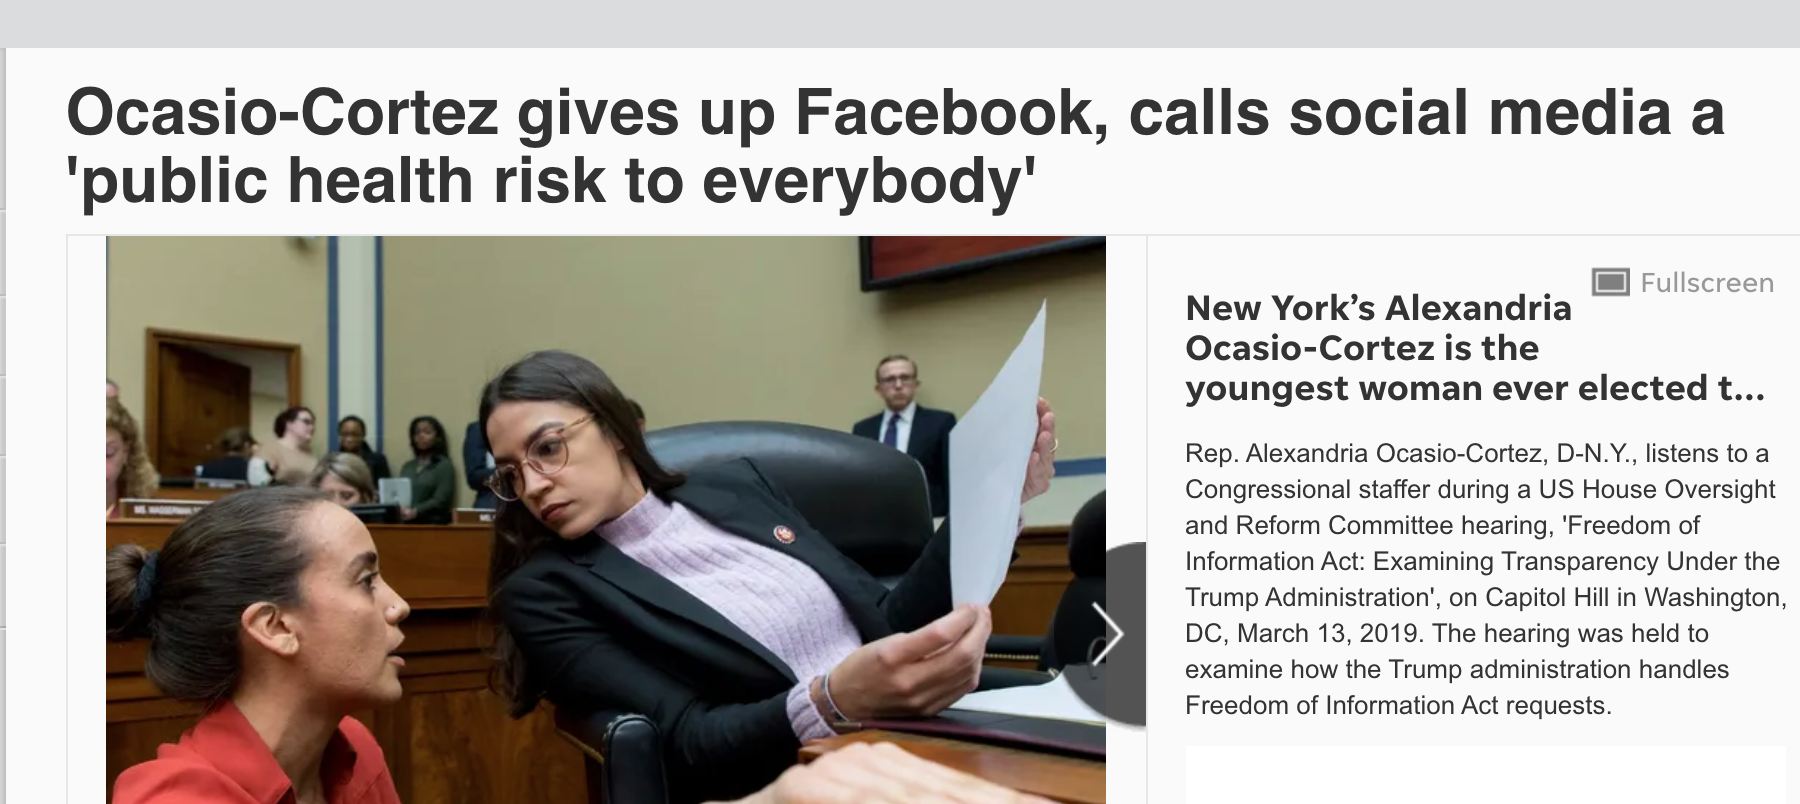 Ocasio-Cortez gives up Facebook, calls social media a
'public health risk to everybody'
Fullscreen
New York’s Alexandria
Ocasio-Cortez is the
youngest woman ever elected t...
Rep. Alexandria Ocasio-Cortez, D-N.Y., listens to a
Congressional staffer during a US House Oversight
and Reform Committee hearing, 'Freedom of
Information Act: Examining Transparency Under the
Trump Administration', on Capitol Hill in Washington,
DC, March 13, 2019. The hearing was held to
examine how the Trump administration handles
Freedom of Information Act requests.